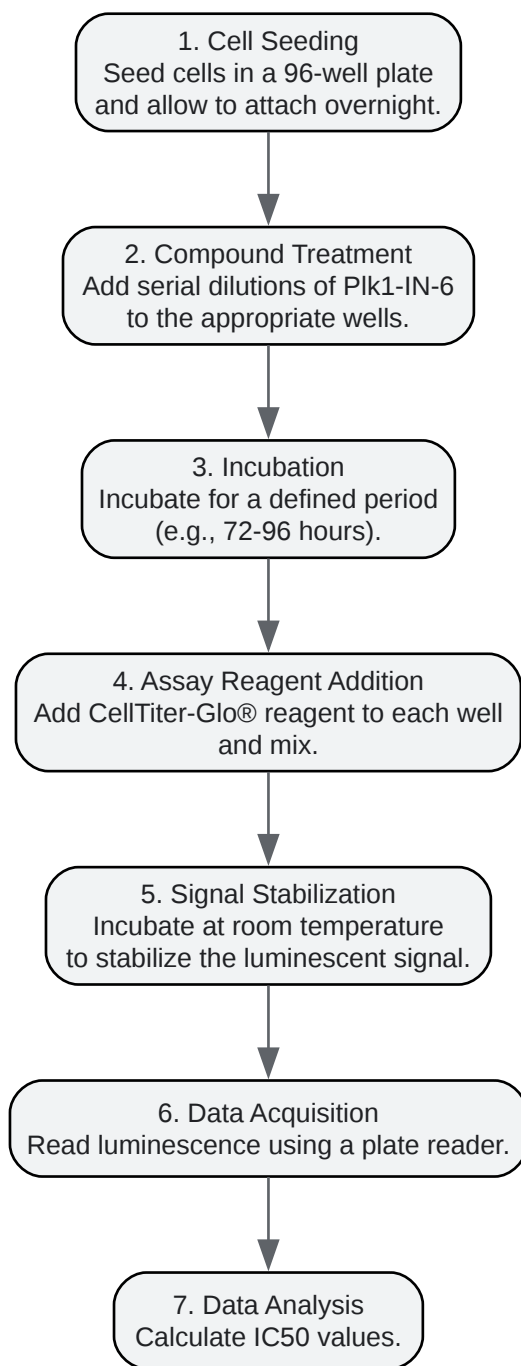 1. Cell Seeding
Seed cells in a 96-well plate
and allow to attach overnight.
2. Compound Treatment
Add serial dilutions of Plk1-IN-6
to the appropriate wells.
3. Incubation
Incubate for a defined period
(e.g., 72-96 hours).
4. Assay Reagent Addition
Add CellTiter-Glo® reagent to each well
and mix.
5. Signal Stabilization
Incubate at room temperature
to stabilize the luminescent signal.
6. Data Acquisition
Read luminescence using a plate reader.
7. Data Analysis
Calculate IC50 values.